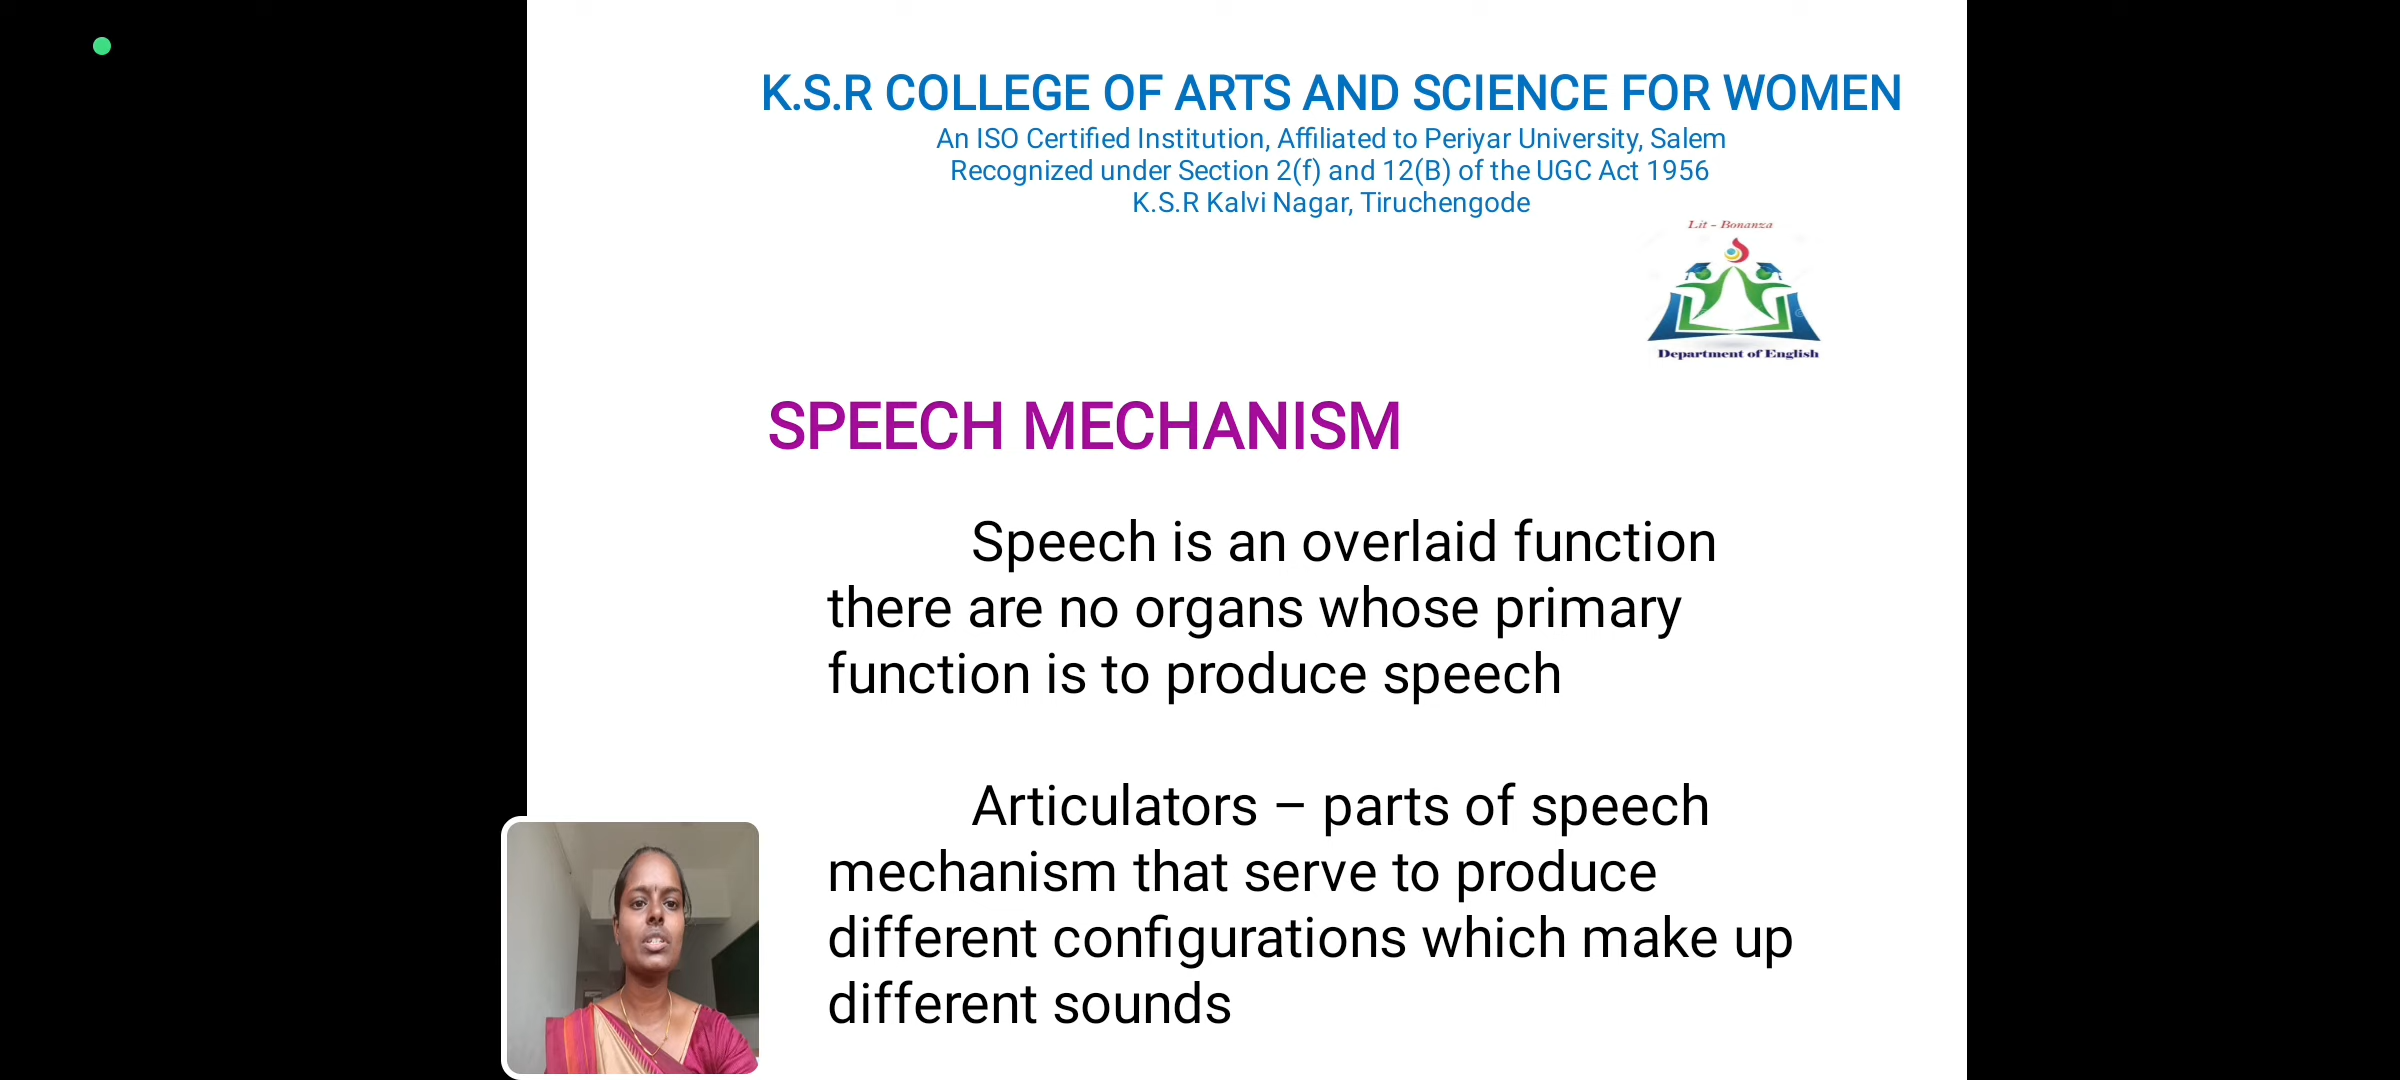 K.S.R COLLEGE OF ARTS AND SCIENCE FOR WOMEN
An ISO Certified Institution, Affiliated to Periyar University, Salem
Recognized under Section 2(f) and 12(B) of the UGC Act 1956
K.S.R Kalvi Nagar, Tiruchengode
Lit - Bonanza
Department of English
SPEECH MECHANISM
Speech is an overlaid function
there are no organs whose primary
function is to produce speech
Articulators – parts of speech
mechanism that serve to produce
different configurations which make up
different sounds